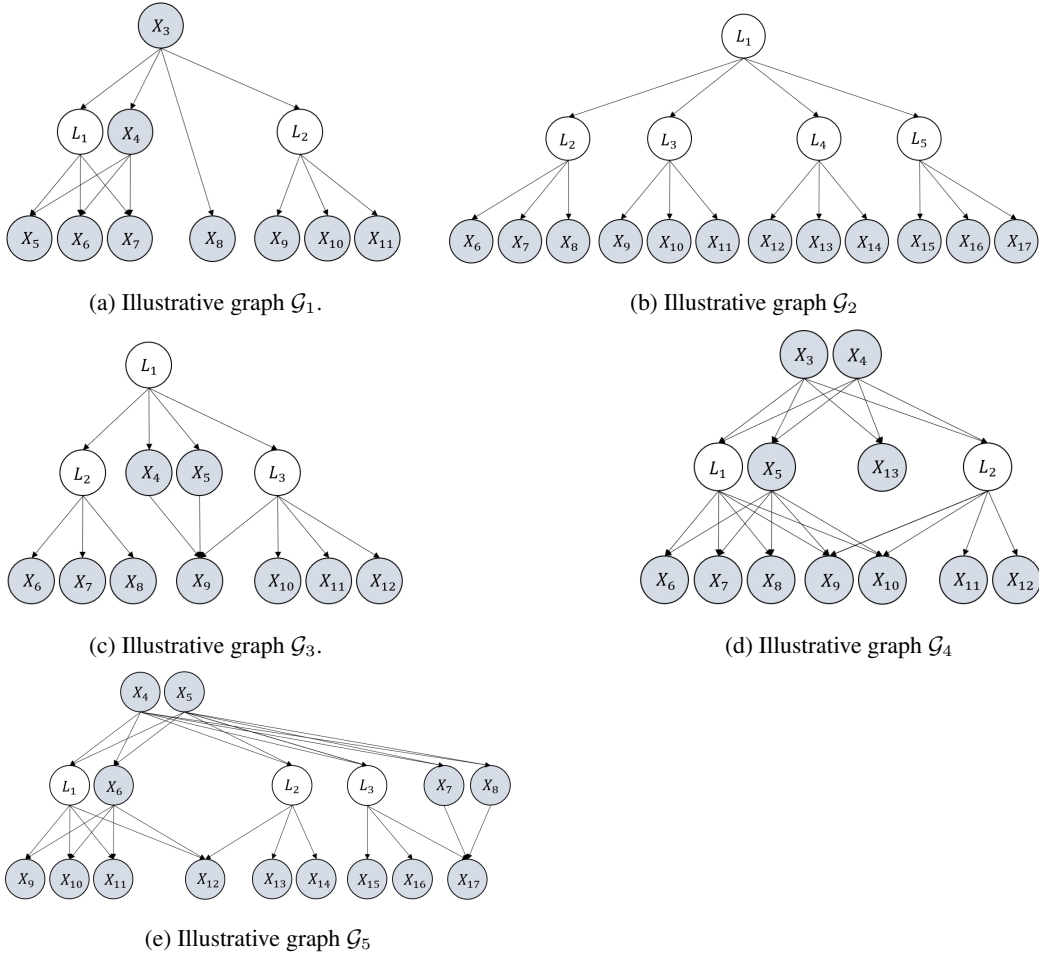 X₃
L₁ X₄ L₂
X₅ X₆ X₇ X₈ X₉ X₁₀ X₁₁
(a) Illustrative graph 𝒢₁.
L₁
L₂ L₃ L₄ L₅
X₆ X₇ X₈ X₉ X₁₀ X₁₁ X₁₂ X₁₃ X₁₄ X₁₅ X₁₆ X₁₇
(b) Illustrative graph 𝒢₂
L₁
L₂ X₄ X₅ L₃
X₆ X₇ X₈ X₉ X₁₀ X₁₁ X₁₂
(c) Illustrative graph 𝒢₃.
X₃ X₄
L₁ X₅ X₁₃ L₂
X₆ X₇ X₈ X₉ X₁₀ X₁₁ X₁₂
(d) Illustrative graph 𝒢₄
X₄ X₅
L₁ X₆ L₂ L₃ X₇ X₈
X₉ X₁₀ X₁₁ X₁₂ X₁₃ X₁₄ X₁₅ X₁₆ X₁₇
(e) Illustrative graph 𝒢₅